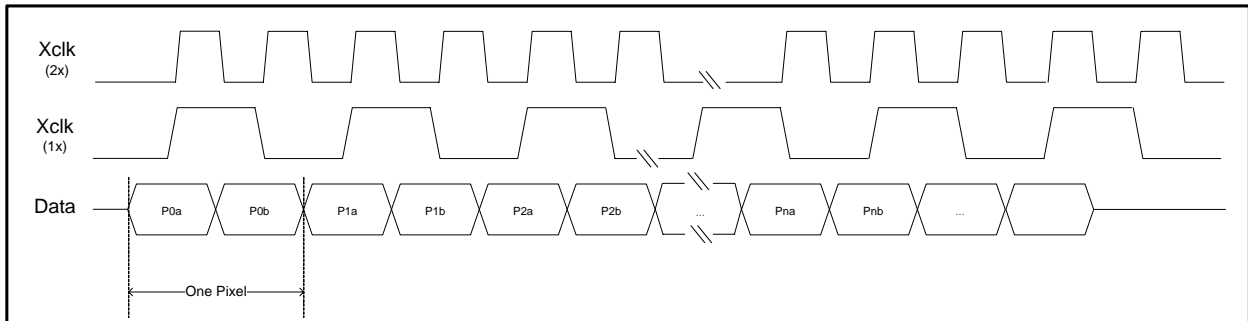 Xclk
(2x)
Xclk
(1x)
Data
P0a
P0b
P1a
P1b
P2a
P2b
...
Pna
Pnb
...
One Pixel